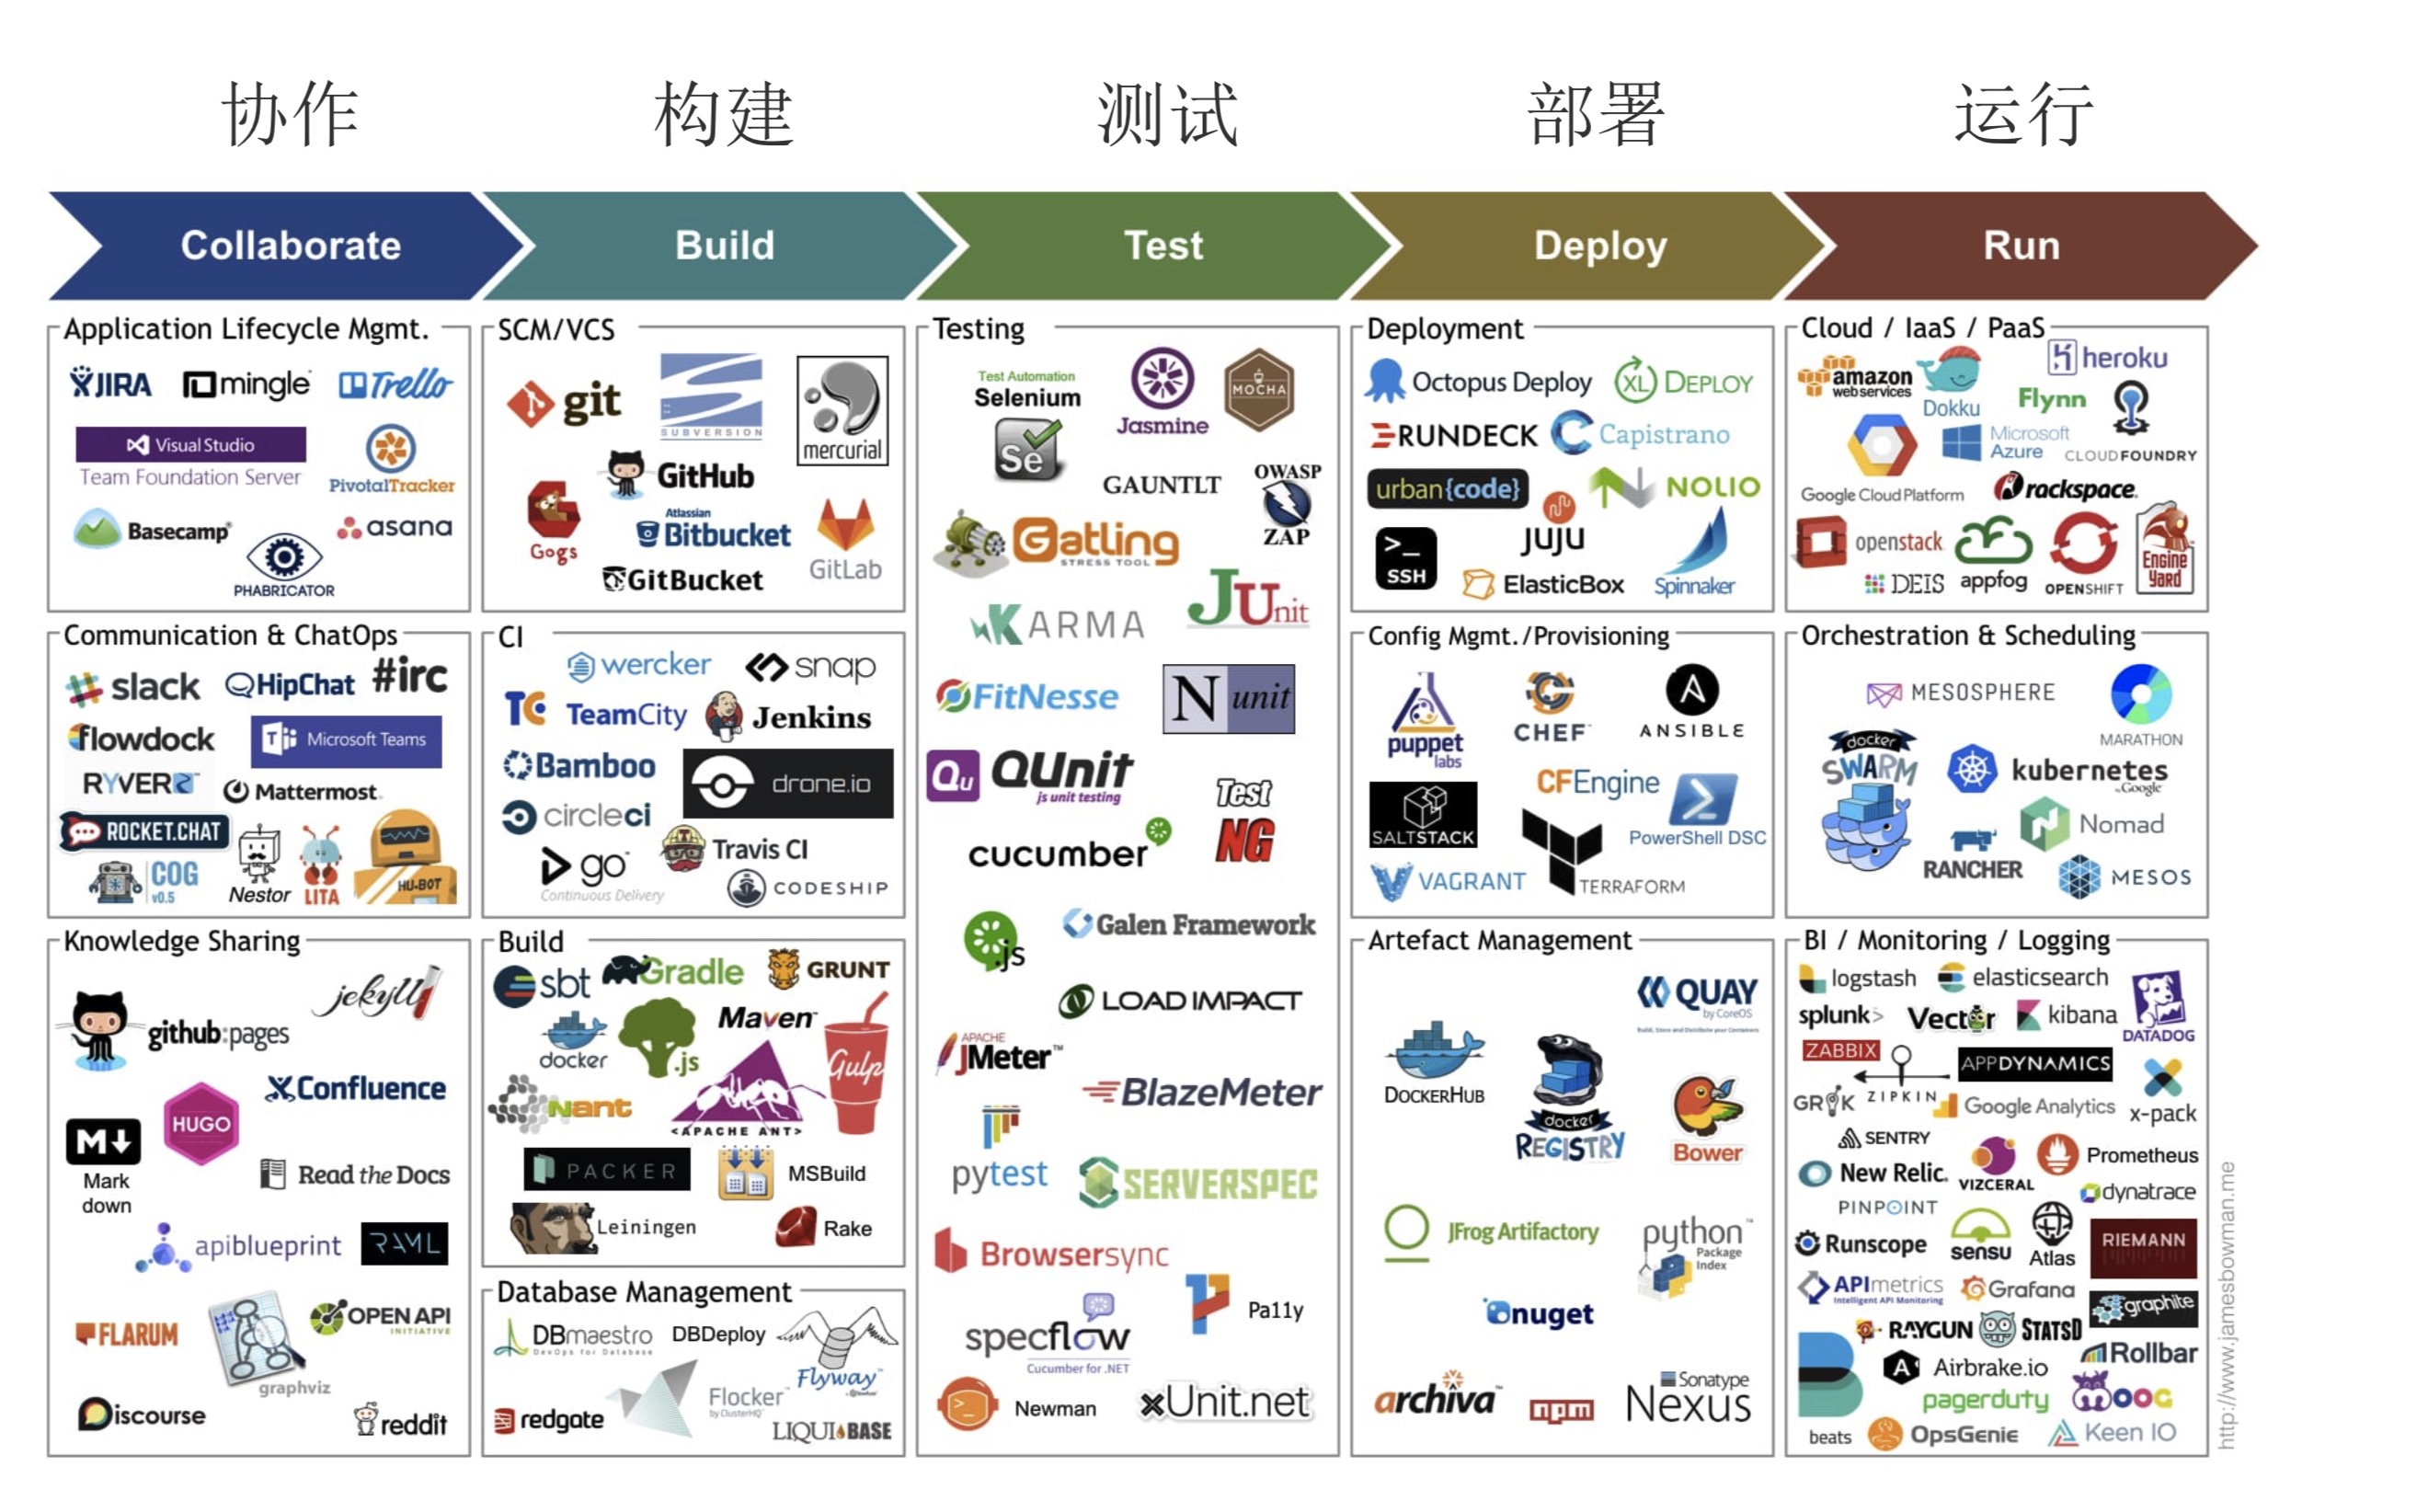 协作
构建
测试
部署
运行
Collaborate
Build
Test
Deploy
Run
Application Lifecycle Mgmt.
JIRA
mingle
Trello
Visual Studio
Team Foundation Server
PivotalTracker
Basecamp
asana
PHABRICATOR
Communication & ChatOps
slack
HipChat
#irc
flowdock
Microsoft Teams
RYVER
Mattermost
ROCKET.CHAT
COG
v0.5
Nestor
LITA
HU-BOT
Knowledge Sharing
jekyll
github:pages
Confluence
HUGO
M
Mark
down
Read the Docs
apiblueprint
RAML
FLARUM
graphviz
OPEN API
INITIATIVE
Discourse
reddit
SCM/VCS
git
SUBVERSION
mercurial
GitHub
Gogs
Atlassian
Bitbucket
GitBucket
GitLab
CI
wercker
snap
TC TeamCity
Jenkins
Bamboo
drone.io
circleci
go
Continuous Delivery
Travis CI
CODESHIP
Build
sbt
Gradle
GRUNT
docker
.js
Maven
Gulp
Nant
<APACHE ANT>
PACKER
MSBuild
Leiningen
Rake
Database Management
DBmaestro
DevOps for Database
DBDeploy
Flyway
redgate
Flocker
by ClusterHQ
LIQUIBASE
Testing
Test Automation
Selenium
Se
Jasmine
MOCHA
GAUNTLT
OWASP
ZAP
Gatling
STRESS TOOL
KARMA
JUnit
FitNesse
N unit
Qu QUnit
js unit testing
Test
NG
cucumber
.js
Galen Framework
LOAD IMPACT
APACHE
JMeter™
BlazeMeter
pytest
SERVERSPEC
Browsersync
specflow
Cucumber for .NET
Pa11y
Newman
xUnit.net
Deployment
Octopus Deploy
XL DEPLOY
RUNDECK
Capistrano
urban{code}
NOLIO
>_
SSH
JUJU
ElasticBox
Spinnaker
Config Mgmt./Provisioning
puppet
labs
CHEF
ANSIBLE
SALTSTACK
CFEngine
PowerShell DSC
VAGRANT
TERRAFORM
Artefact Management
DOCKERHUB
QUAY
by CoreOS
Build, Store and Distribute your Containers
docker
REGISTRY
Bower
JFrog Artifactory
python™
Package
Index
nuget
archiva
npm
Sonatype
Nexus
Cloud / IaaS / PaaS
amazon
webservices
Dokku
heroku
Flynn
Google Cloud Platform
Microsoft
Azure
CLOUDFOUNDRY
rackspace
openstack
DEIS
appfog
OPENSHIFT
Engine
Yard
Orchestration & Scheduling
MESOSPHERE
MARATHON
docker
SWARM
kubernetes
by Google
Nomad
RANCHER
MESOS
BI / Monitoring / Logging
logstash
elasticsearch
DATADOG
splunk>
Vector
kibana
ZABBIX
ZIPKIN
APPDYNAMICS
GROK
Google Analytics
x-pack
SENTRY
New Relic.
VIZCERAL
Prometheus
PINPOINT
dynatrace
Runscope
sensu
Atlas
RIEMANN
APImetrics
Intelligent API Monitoring
Grafana
graphite
RAYGUN
STATSD
Airbrake.io
Rollbar
beats
pagerduty
MOOG
OpsGenie
Keen IO
http://www.jamesbowman.me